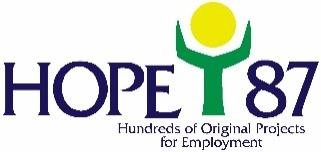 HOPE 87
Hundreds of Original Projects
for Employment